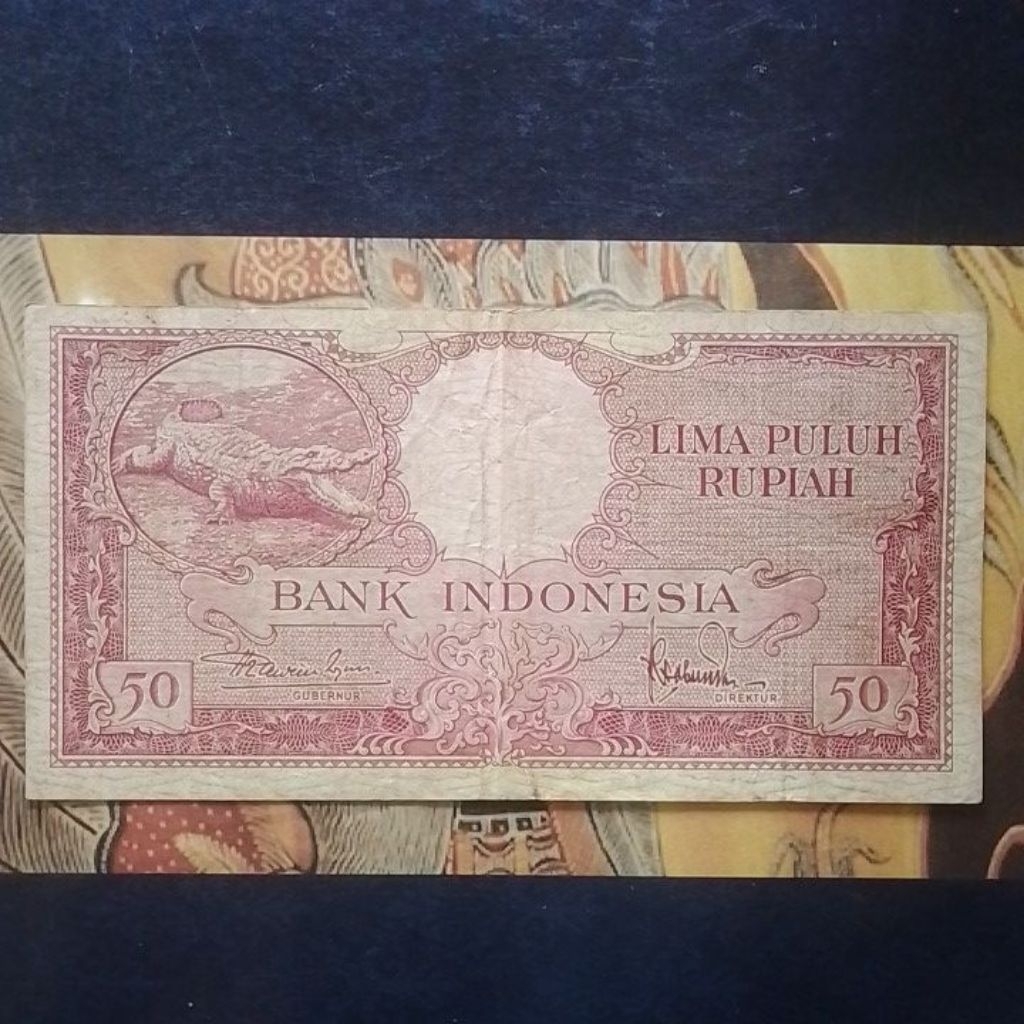 LIMA PULUH
RUPIAH
BANK INDONESIA
GUBERNUR
DIREKTUR
50
50